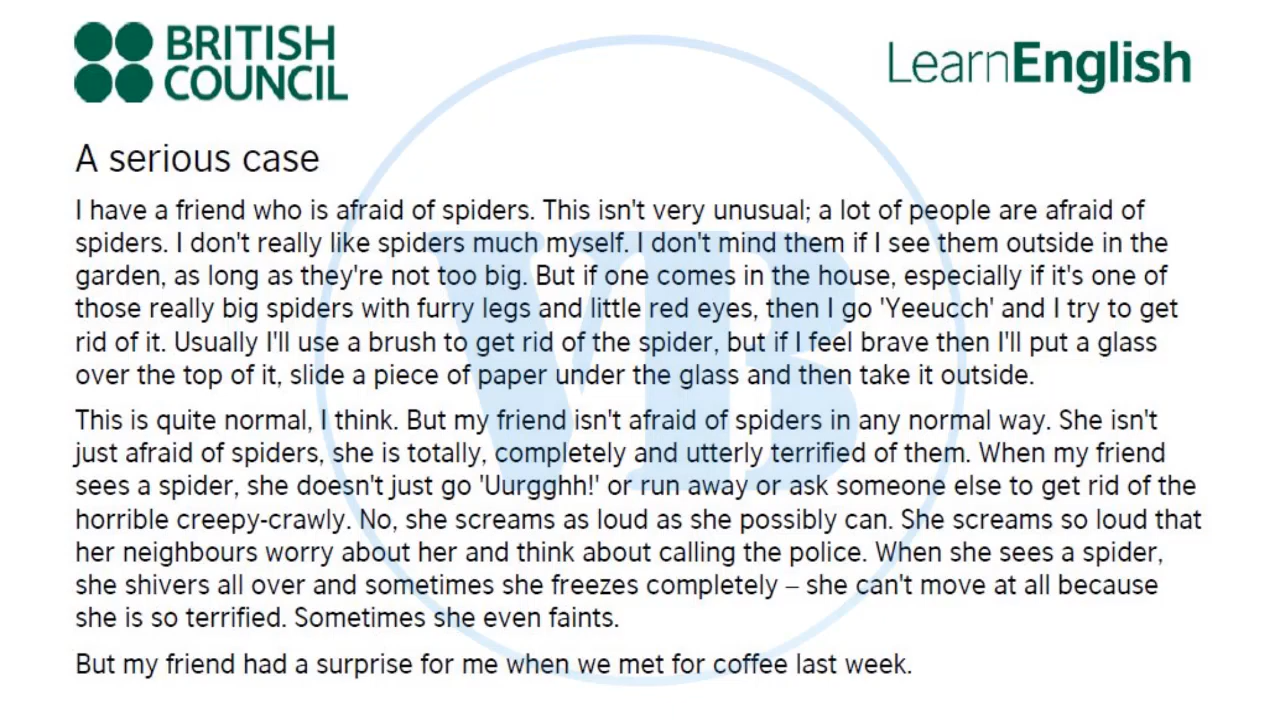 BRITISH
COUNCIL
LearnEnglish
A serious case
I have a friend who is afraid of spiders. This isn't very unusual; a lot of people are afraid of
spiders. I don't really like spiders much myself. I don't mind them if I see them outside in the
garden, as long as they're not too big. But if one comes in the house, especially if it's one of
those really big spiders with furry legs and little red eyes, then I go 'Yeeucch' and I try to get
rid of it. Usually I'll use a brush to get rid of the spider, but if I feel brave then I'll put a glass
over the top of it, slide a piece of paper under the glass and then take it outside.
This is quite normal, I think. But my friend isn't afraid of spiders in any normal way. She isn't
just afraid of spiders, she is totally, completely and utterly terrified of them. When my friend
sees a spider, she doesn't just go 'Uurgghh!' or run away or ask someone else to get rid of the
horrible creepy-crawly. No, she screams as loud as she possibly can. She screams so loud that
her neighbours worry about her and think about calling the police. When she sees a spider,
she shivers all over and sometimes she freezes completely – she can't move at all because
she is so terrified. Sometimes she even faints.
But my friend had a surprise for me when we met for coffee last week.
VB